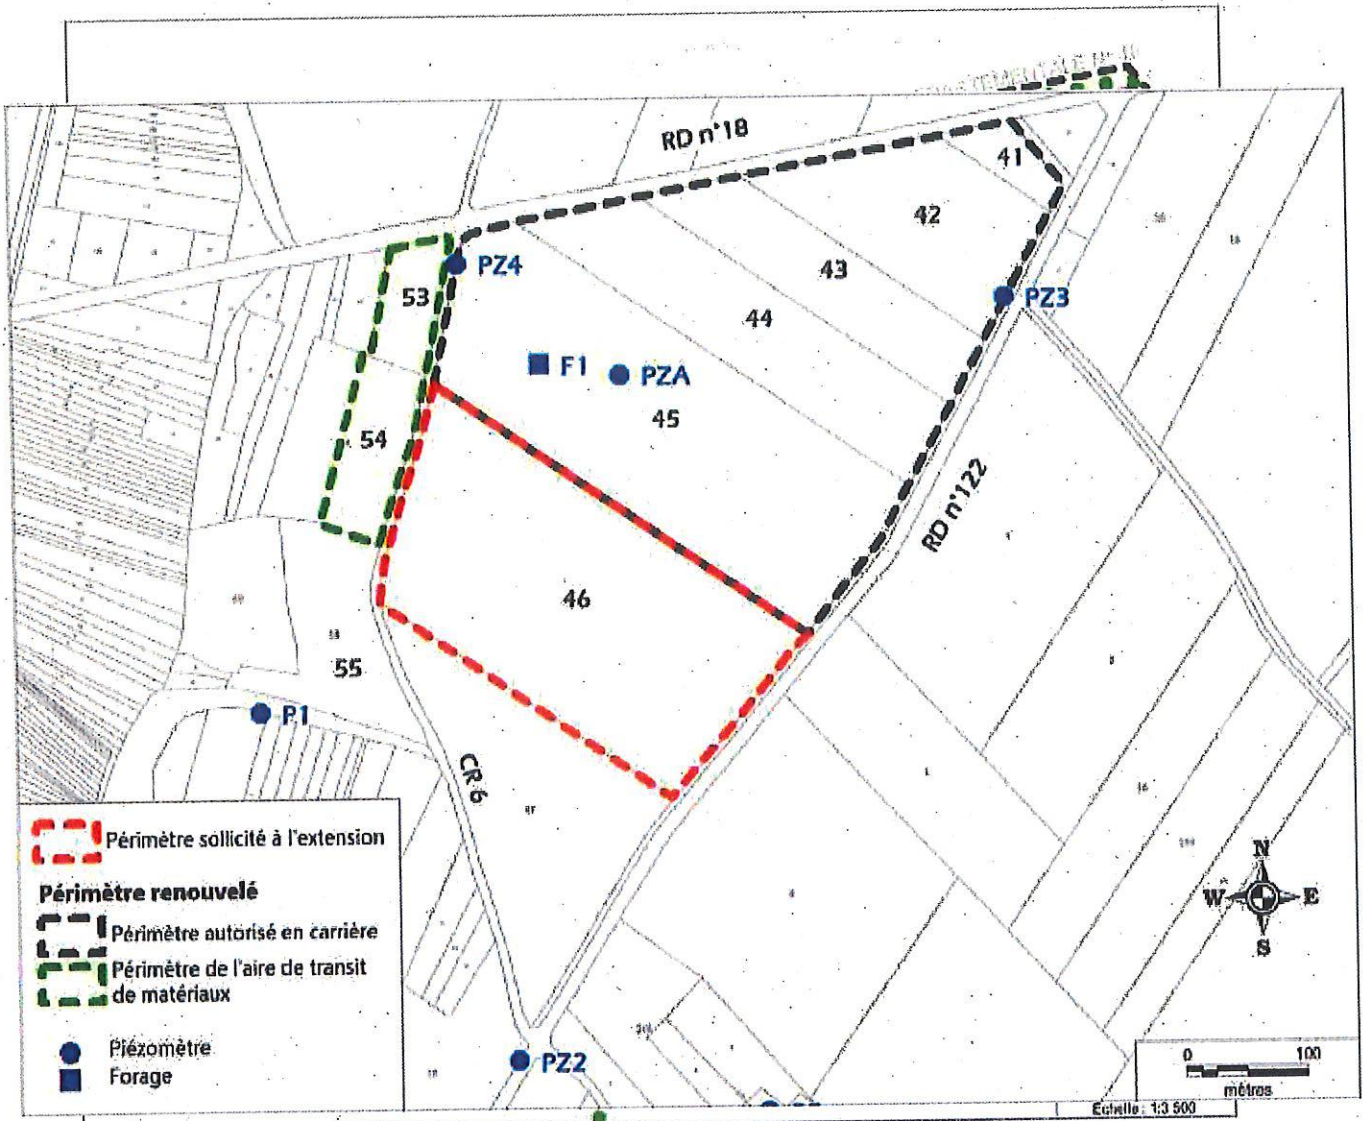 RD n°18
41
42
43
44
45
PZ3
PZ4
53
F1
PZA
54
RD n°122
46
55
P1
CR 6
PZ2
Périmètre sollicité à l'extension
Périmètre renouvelé
Périmètre autorisé en carrière
Périmètre de l'aire de transit
de matériaux
Piézomètre
Forage
N
W E
S
0 100
mètres
Echelle : 1:3 500